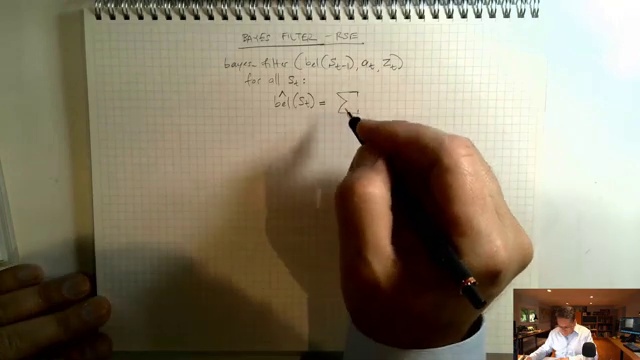 BAYES FILTER - RSE
bayes filter (bel(St-1), at, Zt)
for all St:
bel̂(St) = Σ